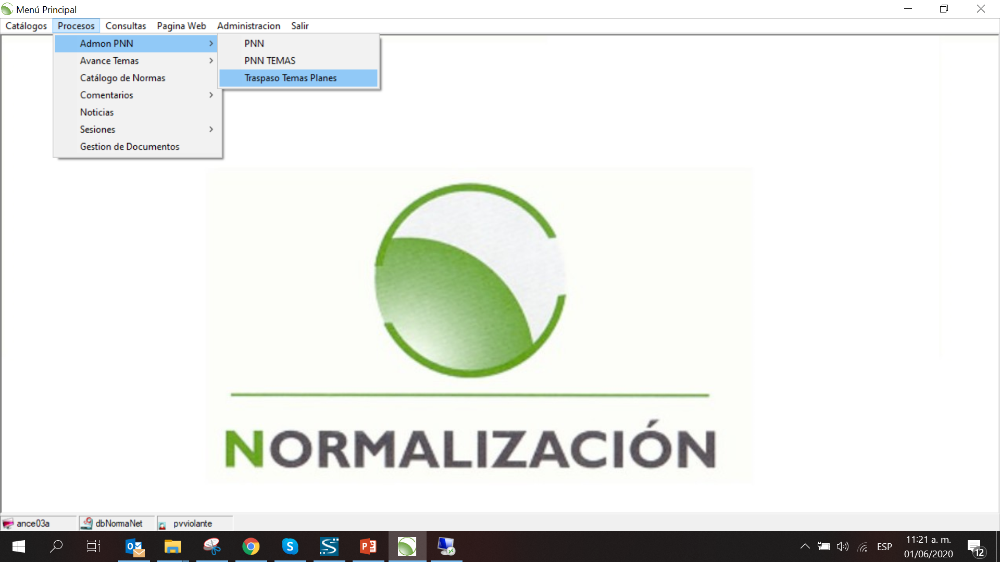 Menú Principal
Catálogos Procesos Consultas Pagina Web Administracion Salir
Admon PNN
Avance Temas
Catálogo de Normas
Comentarios
Noticias
Sesiones
Gestion de Documentos
PNN
PNN TEMAS
Traspaso Temas Planes
NORMALIZACIÓN
ance03a dbNormaNet pvviolante
ESP
11:21 a. m.
01/06/2020
12